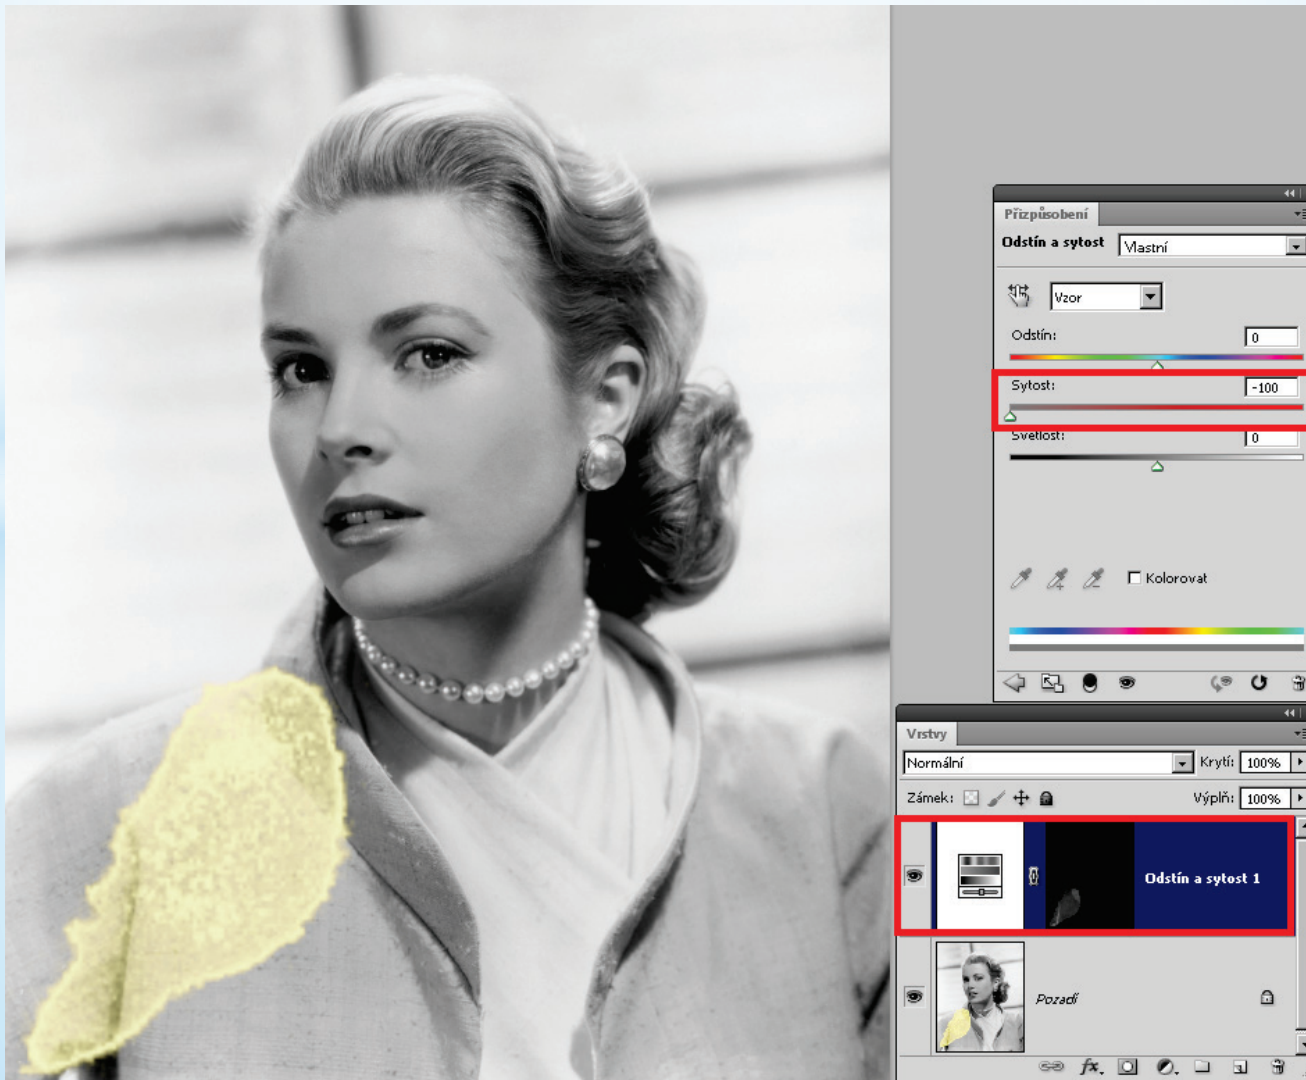 Přizpůsobení
Odstín a sytost Vlastní
Vzor
Odstín: 0
Sytost: -100
Světlost: 0
Kolorovat
Vrstvy
Normální Krytí: 100%
Zámek: Výplň: 100%
Odstín a sytost 1
Pozadí
fx.